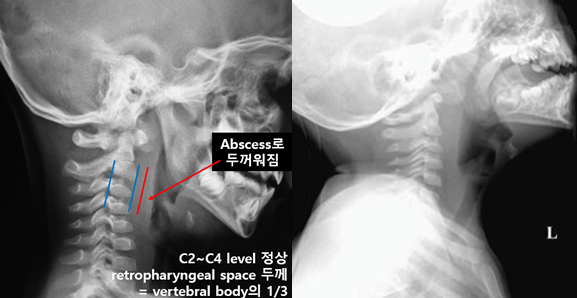 Abscess로
두꺼워짐
C2~C4 level 정상
retropharyngeal space 두께
= vertebral body의 1/3
L